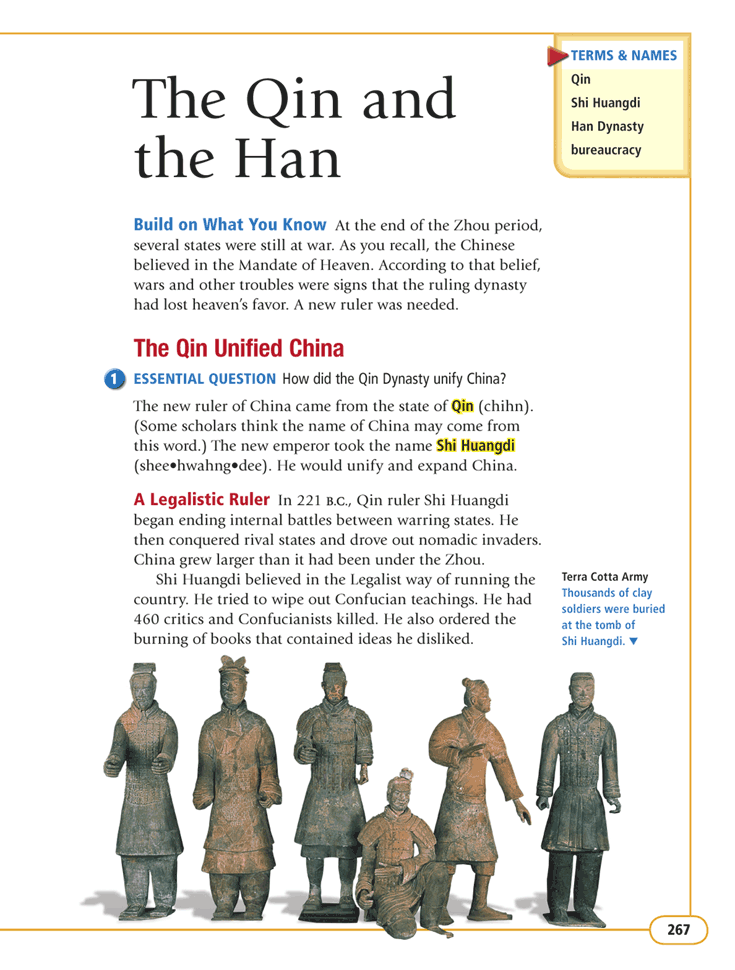 TERMS & NAMES
Qin
Shi Huangdi
Han Dynasty
bureaucracy
The Qin and
the Han
Build on What You Know At the end of the Zhou period,
several states were still at war. As you recall, the Chinese
believed in the Mandate of Heaven. According to that belief,
wars and other troubles were signs that the ruling dynasty
had lost heaven’s favor. A new ruler was needed.
The Qin Unified China
1 ESSENTIAL QUESTION How did the Qin Dynasty unify China?
The new ruler of China came from the state of Qin (chihn).
(Some scholars think the name of China may come from
this word.) The new emperor took the name Shi Huangdi
(shee•hwahng•dee). He would unify and expand China.
A Legalistic Ruler In 221 B.C., Qin ruler Shi Huangdi
began ending internal battles between warring states. He
then conquered rival states and drove out nomadic invaders.
China grew larger than it had been under the Zhou.
Shi Huangdi believed in the Legalist way of running the
country. He tried to wipe out Confucian teachings. He had
460 critics and Confucianists killed. He also ordered the
burning of books that contained ideas he disliked.
Terra Cotta Army
Thousands of clay
soldiers were buried
at the tomb of
Shi Huangdi. ▼
267